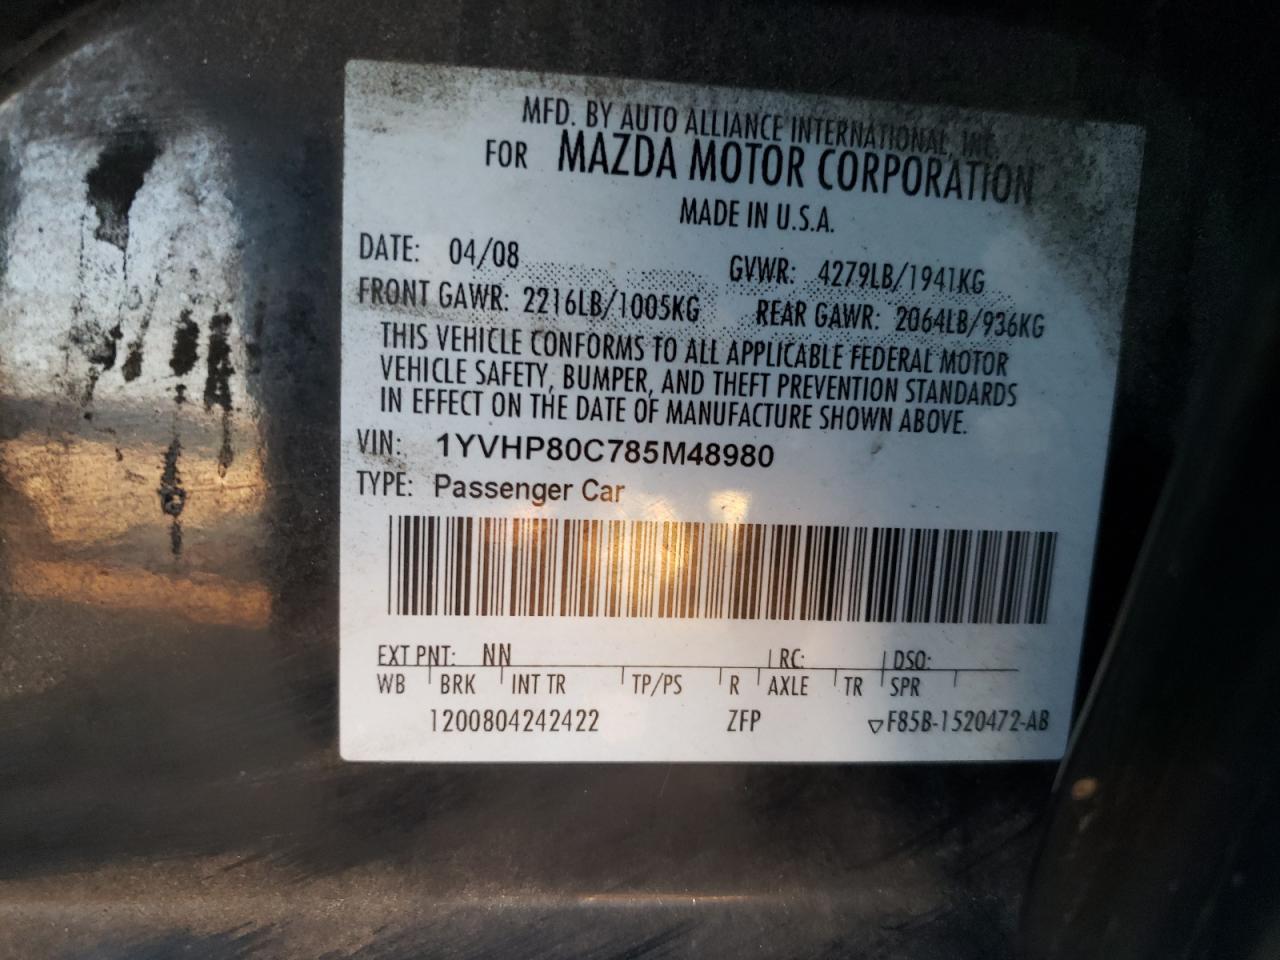 MFD. BY AUTO ALLIANCE INTERNATIONAL, INC.
FOR MAZDA MOTOR CORPORATION
MADE IN U.S.A.
DATE: 04/08 GVWR: 4279LB/1941KG
FRONT GAWR: 2216LB/1005KG REAR GAWR: 2064LB/936KG
THIS VEHICLE CONFORMS TO ALL APPLICABLE FEDERAL MOTOR
VEHICLE SAFETY, BUMPER, AND THEFT PREVENTION STANDARDS
IN EFFECT ON THE DATE OF MANUFACTURE SHOWN ABOVE.
VIN: 1YVHP80C785M48980
TYPE: Passenger Car
EXT PNT: NN RC: DSO:
WB BRK INT TR TP/PS R AXLE TR SPR
1200804242422 ZFP ▽F85B-1520472-AB